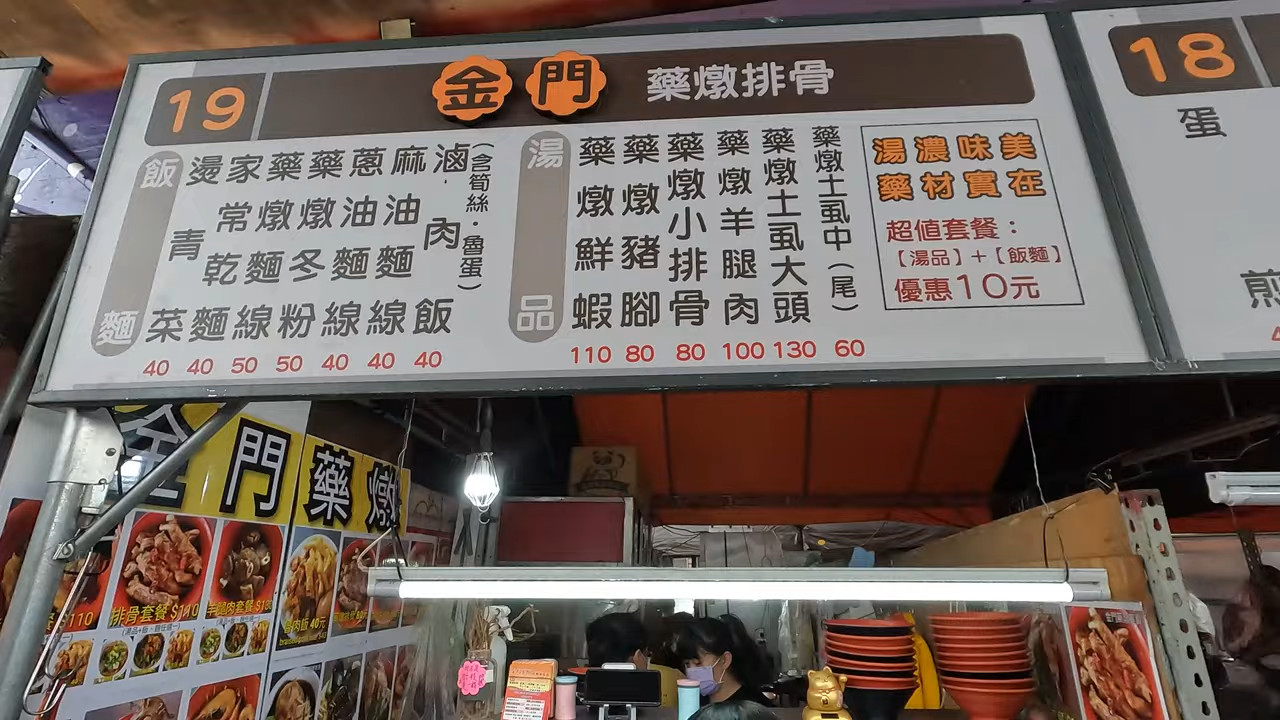 19
金門 藥燉排骨
飯麵
滷肉飯
(含筍絲·魯蛋)
40
麻油麵線
40
蔥油麵線
40
藥燉冬粉
50
藥燉麵線
50
家常乾麵
40
燙青菜
40
湯品
藥燉鮮蝦
110
藥燉豬腳
80
藥燉小排骨
80
藥燉羊腿肉
100
藥燉土虱大頭
130
藥燉土虱中(尾)
60
湯濃味美
藥材實在
超值套餐：
【湯品】+【飯麵】
優惠10元
18
蛋
煎
金門藥燉
$110
排骨套餐 $110
羊腿肉套餐
40元